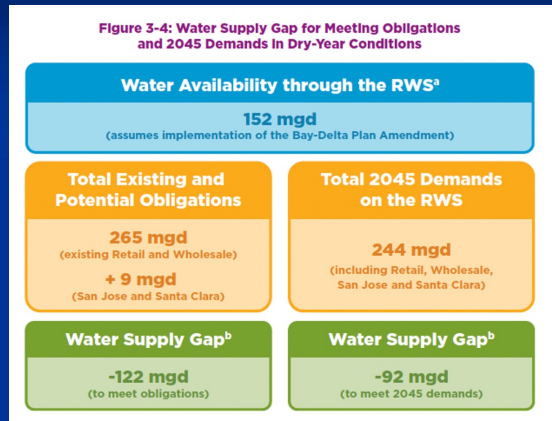 Figure 3-4: Water Supply Gap for Meeting Obligations
and 2045 Demands in Dry-Year Conditions
Water Availability through the RWSª
152 mgd
(assumes implementation of the Bay-Delta Plan Amendment)
Total Existing and
Potential Obligations
265 mgd
(existing Retail and Wholesale)
+ 9 mgd
(San Jose and Santa Clara)
Total 2045 Demands
on the RWS
244 mgd
(including Retail, Wholesale,
San Jose and Santa Clara)
Water Supply Gapᵇ
-122 mgd
(to meet obligations)
Water Supply Gapᵇ
-92 mgd
(to meet 2045 demands)